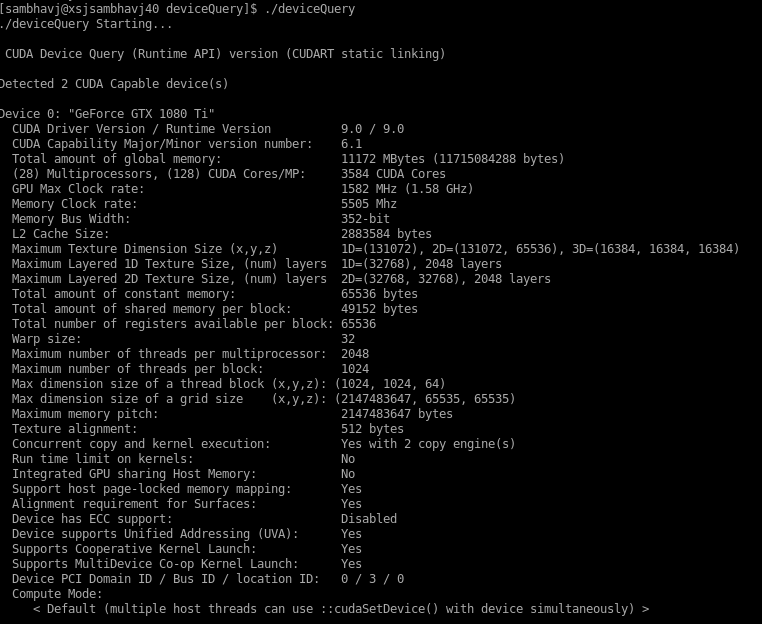 [sambhavj@xsjsambhavj40 deviceQuery]$ ./deviceQuery
./deviceQuery Starting...
CUDA Device Query (Runtime API) version (CUDART static linking)
Detected 2 CUDA Capable device(s)
Device 0: "GeForce GTX 1080 Ti"
CUDA Driver Version / Runtime Version 9.0 / 9.0
CUDA Capability Major/Minor version number: 6.1
Total amount of global memory: 11172 MBytes (11715084288 bytes)
(28) Multiprocessors, (128) CUDA Cores/MP: 3584 CUDA Cores
GPU Max Clock rate: 1582 MHz (1.58 GHz)
Memory Clock rate: 5505 Mhz
Memory Bus Width: 352-bit
L2 Cache Size: 2883584 bytes
Maximum Texture Dimension Size (x,y,z) 1D=(131072), 2D=(131072, 65536), 3D=(16384, 16384, 16384)
Maximum Layered 1D Texture Size, (num) layers 1D=(32768), 2048 layers
Maximum Layered 2D Texture Size, (num) layers 2D=(32768, 32768), 2048 layers
Total amount of constant memory: 65536 bytes
Total amount of shared memory per block: 49152 bytes
Total number of registers available per block: 65536
Warp size: 32
Maximum number of threads per multiprocessor: 2048
Maximum number of threads per block: 1024
Max dimension size of a thread block (x,y,z): (1024, 1024, 64)
Max dimension size of a grid size (x,y,z): (2147483647, 65535, 65535)
Maximum memory pitch: 2147483647 bytes
Texture alignment: 512 bytes
Concurrent copy and kernel execution: Yes with 2 copy engine(s)
Run time limit on kernels: No
Integrated GPU sharing Host Memory: No
Support host page-locked memory mapping: Yes
Alignment requirement for Surfaces: Yes
Device has ECC support: Disabled
Device supports Unified Addressing (UVA): Yes
Supports Cooperative Kernel Launch: Yes
Supports MultiDevice Co-op Kernel Launch: Yes
Device PCI Domain ID / Bus ID / location ID: 0 / 3 / 0
Compute Mode:
< Default (multiple host threads can use ::cudaSetDevice() with device simultaneously) >